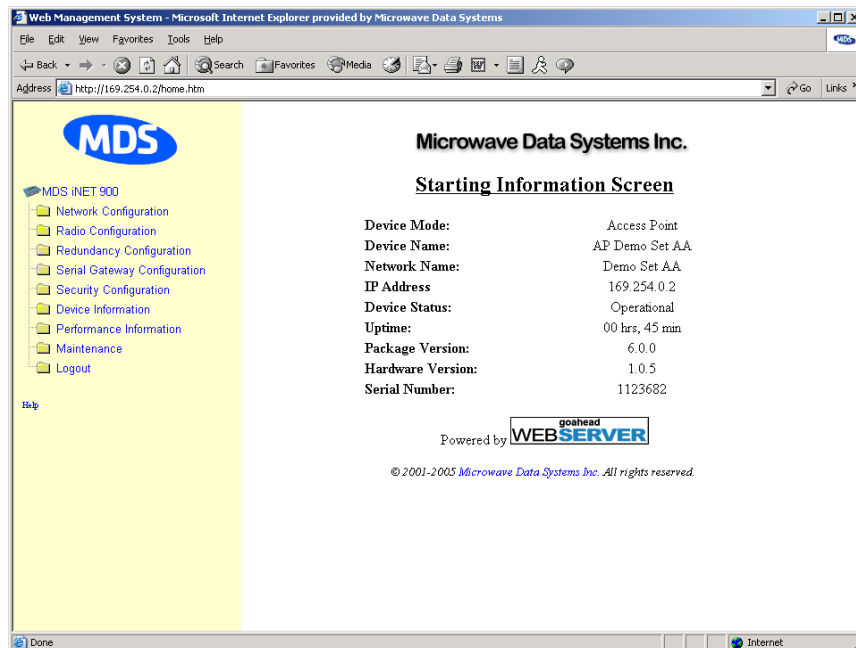 Web Management System - Microsoft Internet Explorer provided by Microwave Data Systems
File Edit View Favorites Tools Help
MDS
Back Search Favorites Media
Address http://169.254.0.2/home.htm Go Links
MDS
MDS iNET 900
Network Configuration
Radio Configuration
Redundancy Configuration
Serial Gateway Configuration
Security Configuration
Device Information
Performance Information
Maintenance
Logout
Help
Microwave Data Systems Inc.
Starting Information Screen
Device Mode: Access Point
Device Name: AP Demo Set AA
Network Name: Demo Set AA
IP Address 169.254.0.2
Device Status: Operational
Uptime: 00 hrs, 45 min
Package Version: 6.0.0
Hardware Version: 1.0.5
Serial Number: 1123682
Powered by goahead WEBSERVER
© 2001-2005 Microwave Data Systems Inc. All rights reserved.
Done Internet